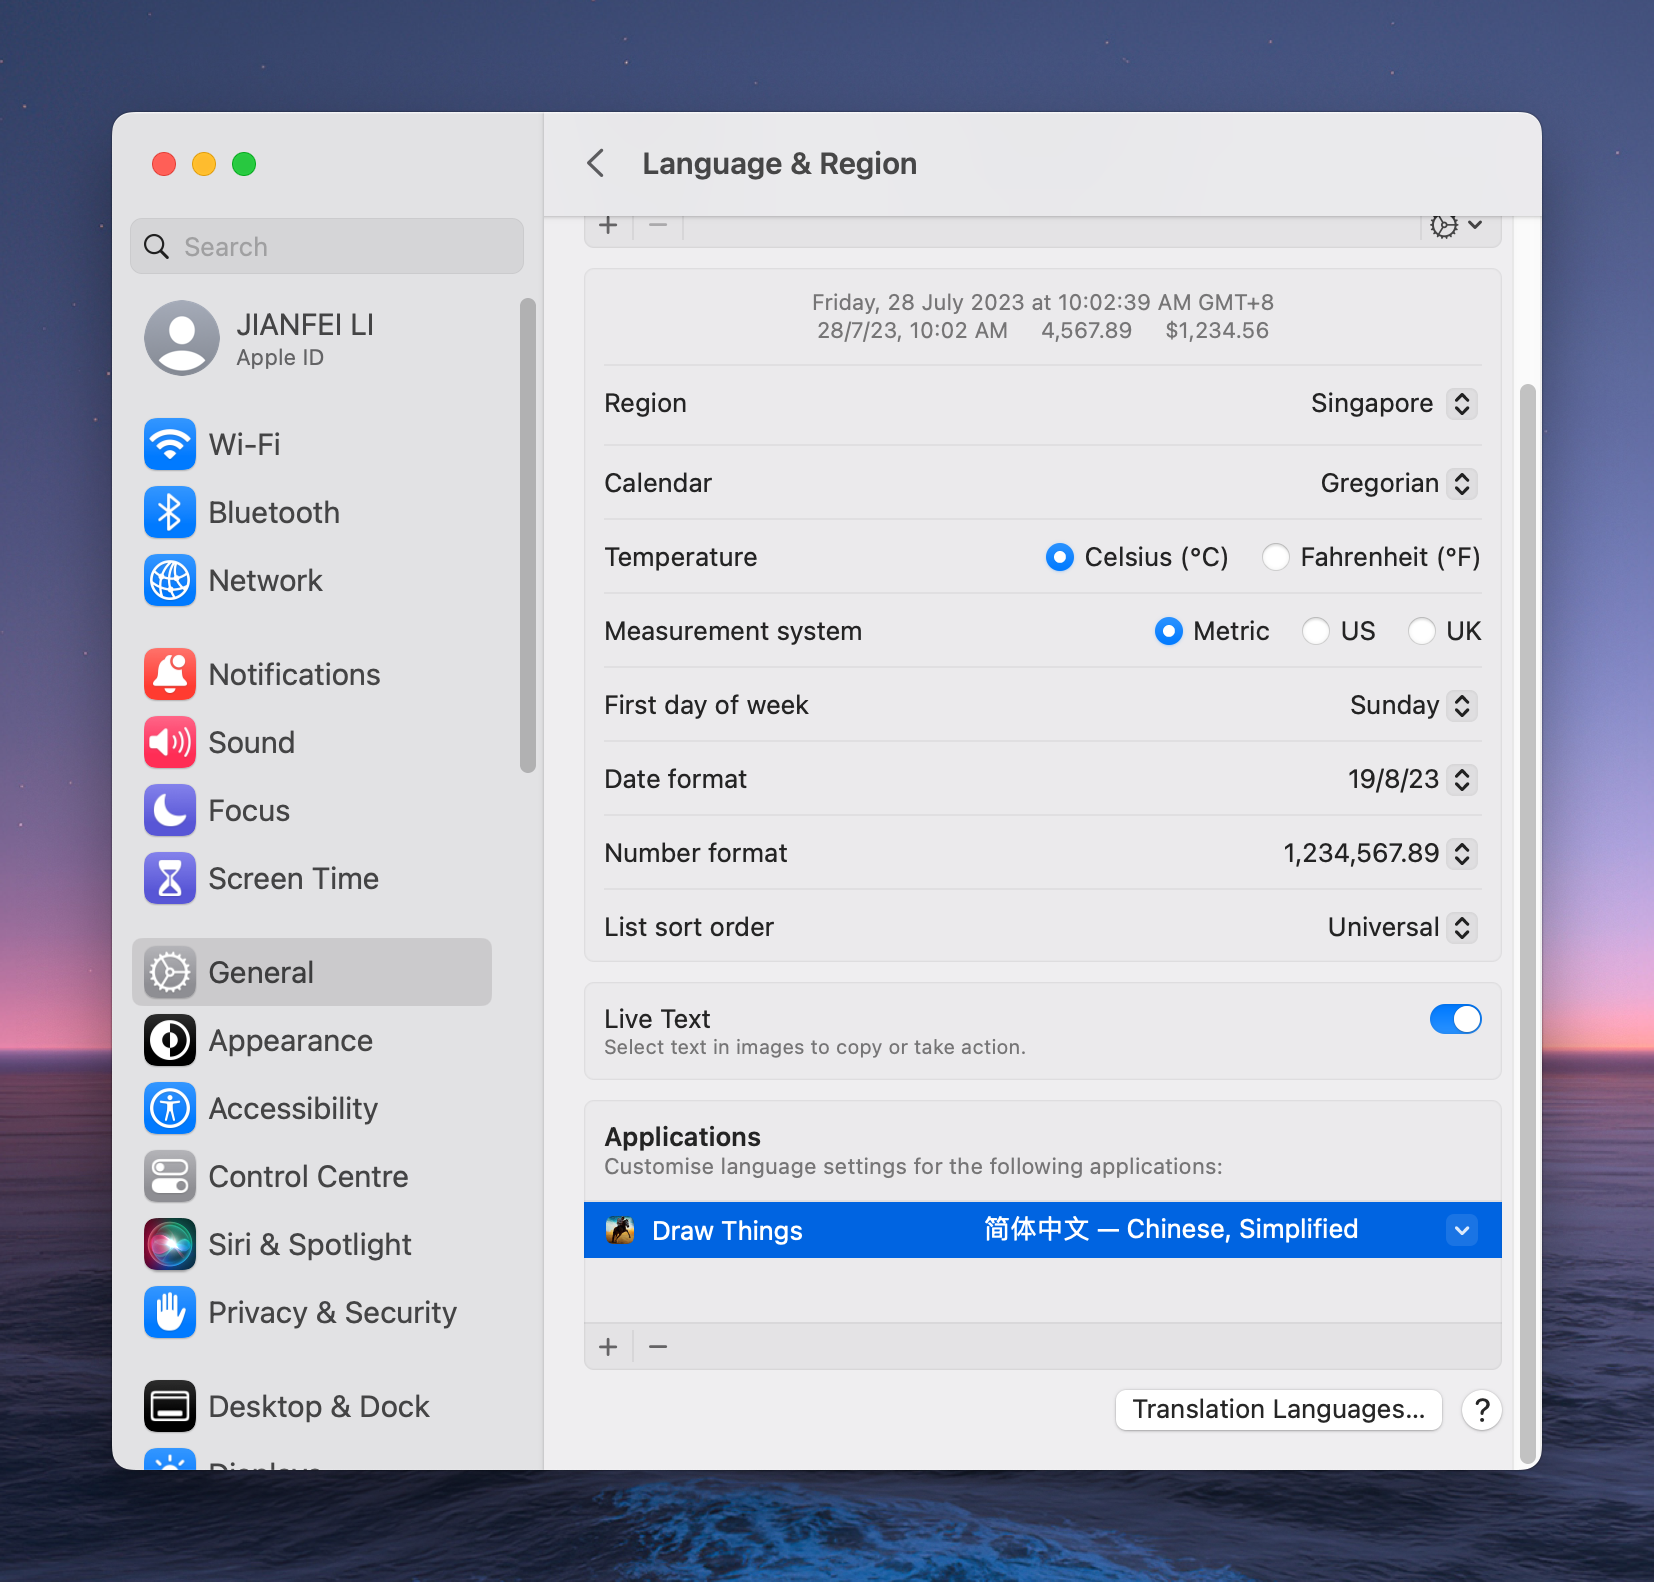 Language & Region
Search
JIANFEI LI
Apple ID
Wi-Fi
Bluetooth
Network
Notifications
Sound
Focus
Screen Time
General
Appearance
Accessibility
Control Centre
Siri & Spotlight
Privacy & Security
Desktop & Dock
Displays
Friday, 28 July 2023 at 10:02:39 AM GMT+8
28/7/23, 10:02 AM 4,567.89 $1,234.56
Region Singapore
Calendar Gregorian
Temperature Celsius (°C) Fahrenheit (°F)
Measurement system Metric US UK
First day of week Sunday
Date format 19/8/23
Number format 1,234,567.89
List sort order Universal
Live Text
Select text in images to copy or take action.
Applications
Customise language settings for the following applications:
Draw Things 简体中文 — Chinese, Simplified
Translation Languages... ?